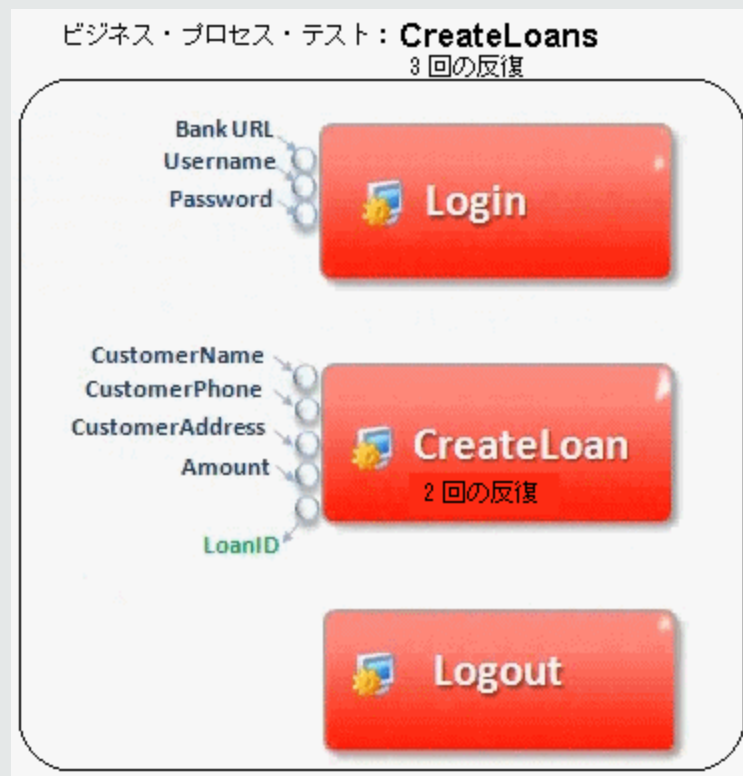 ビジネス・プロセス・テスト：CreateLoans
3 回の反復
Bank URL
Username
Password
Login
CustomerName
CustomerPhone
CustomerAddress
Amount
LoanID
CreateLoan
2 回の反復
Logout